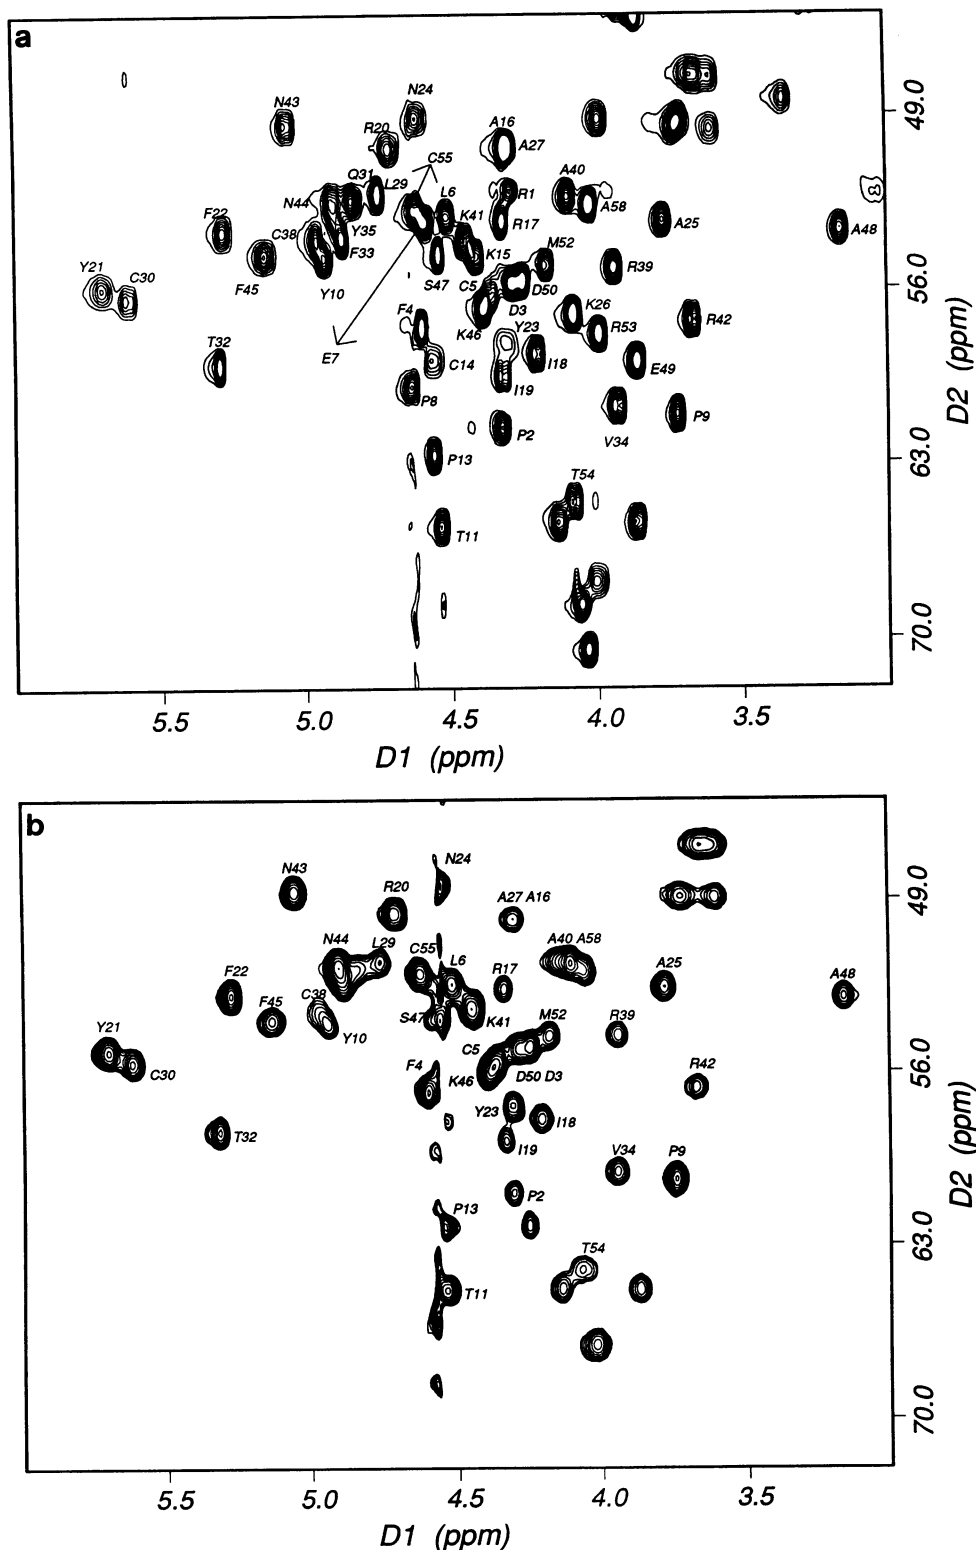 a
N43
N24
R20
A16
A27
C55
Q31
L29
N44
L6
R1
A40
A58
F22
C38
Y35
K41
R17
A25
A48
F33
K15
M52
F45
Y10
S47
C5
D50
R39
Y21
C30
D3
K26
F4
K46
Y23
R53
R42
T32
E7
C14
I18
E49
I19
P8
P2
V34
P9
P13
T54
T11
49.0
56.0
63.0
70.0
D2 (ppm)
5.5 5.0 4.5 4.0 3.5
D1 (ppm)
b
N43
N24
R20
A27 A16
N44
L29
C55
L6
R17
A40 A58
A25
A48
F22
F45
C38
Y10
S47
K41
M52
R39
Y21
C30
C5
F4
K46
D50 D3
R42
Y23
I18
T32
I19
V34
P9
P13
P2
T54
T11
49.0
56.0
63.0
70.0
D2 (ppm)
5.5 5.0 4.5 4.0 3.5
D1 (ppm)